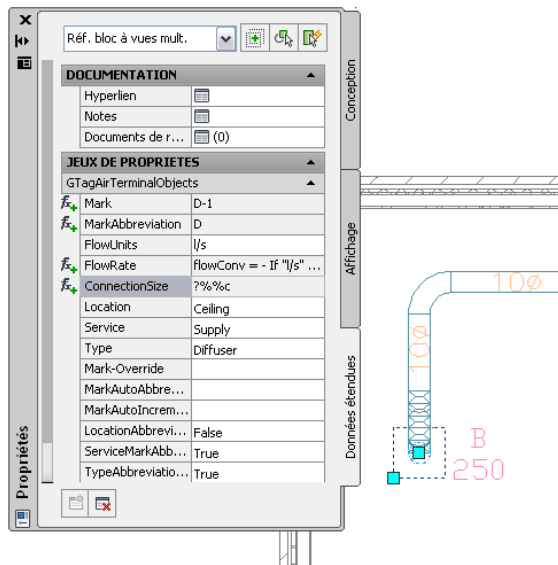 Réf. bloc à vues mult.
DOCUMENTATION
Hyperlien
Notes
Documents de r... (0)
JEUX DE PROPRIETES
GTagAirTerminalObjects
Mark D-1
MarkAbbreviation D
FlowUnits l/s
FlowRate flowConv = - If "l/s" ...
ConnectionSize ?%%c
Location Ceiling
Service Supply
Type Diffuser
Mark-Override
MarkAutoAbbre...
MarkAutoIncrem...
LocationAbbrevi... False
ServiceMarkAbb... True
TypeAbbreviatio... True
Propriétés
Conception
Affichage
Données étendues
10Ø
10Ø
B
250